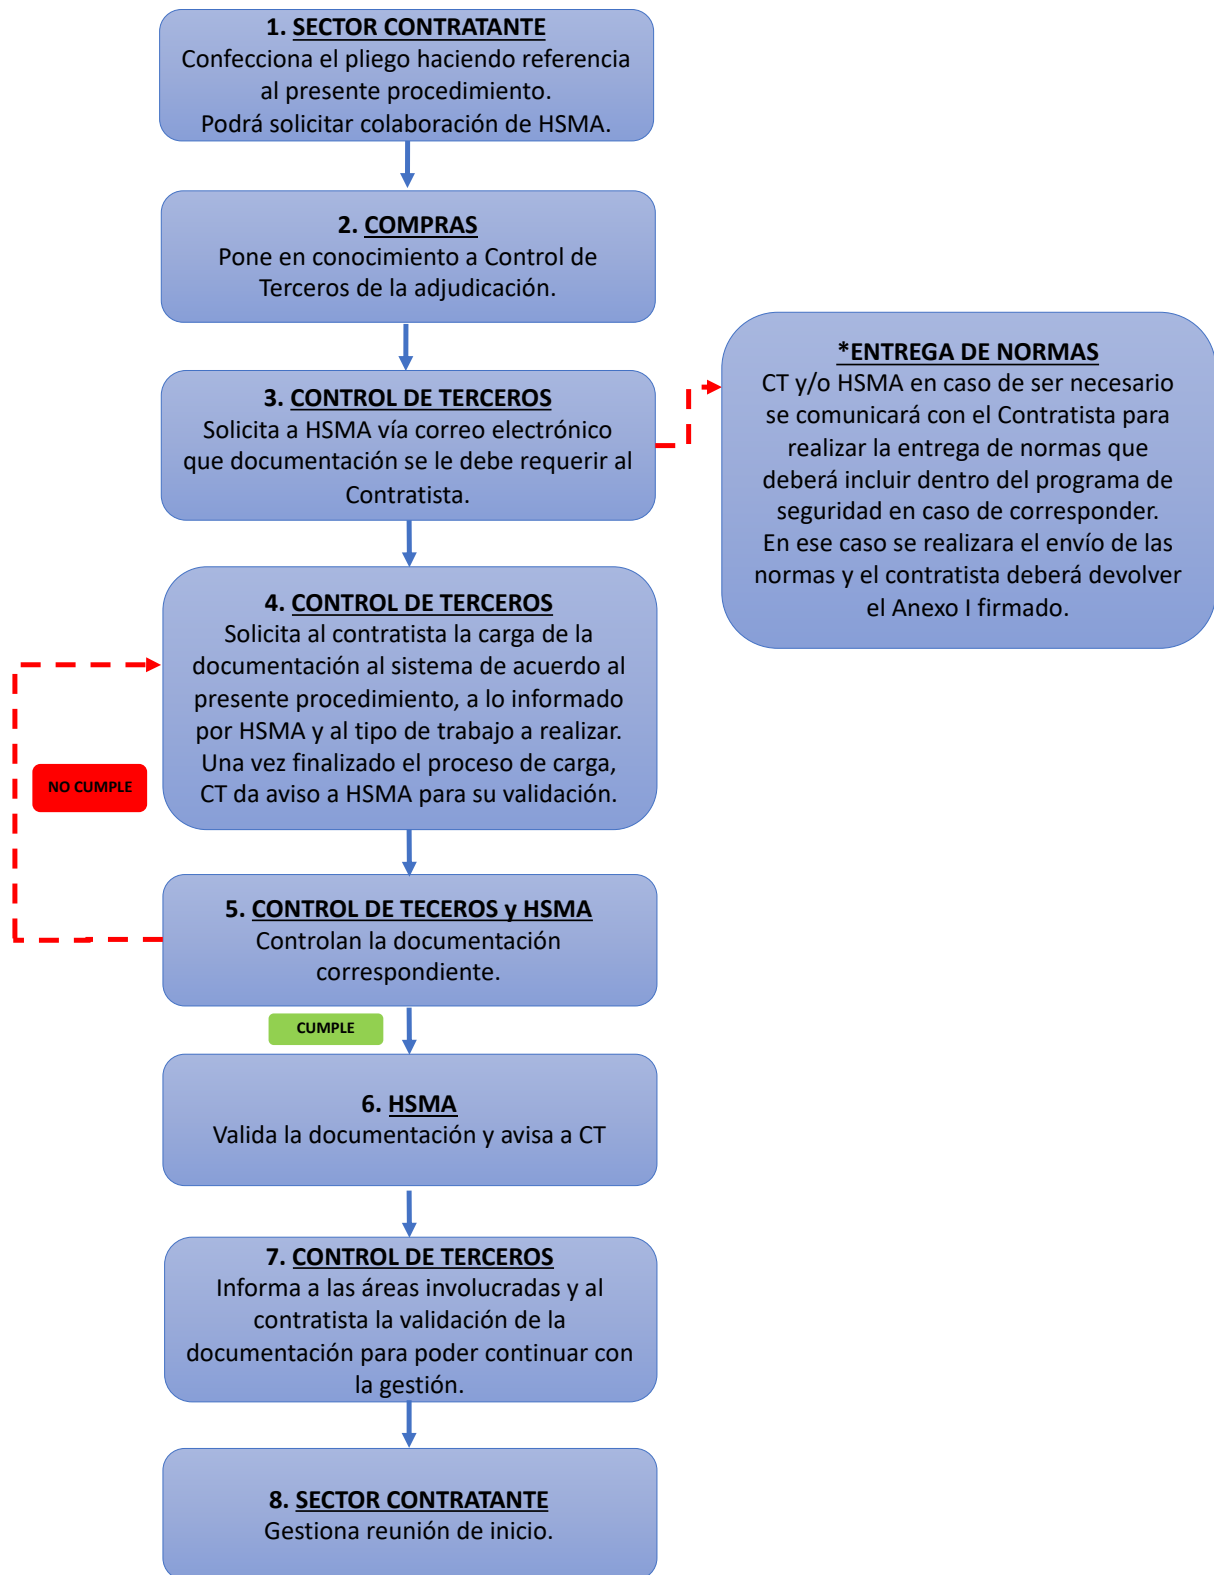 1. SECTOR CONTRATANTE
Confecciona el pliego haciendo referencia
al presente procedimiento.
Podrá solicitar colaboración de HSMA.
2. COMPRAS
Pone en conocimiento a Control de
Terceros de la adjudicación.
3. CONTROL DE TERCEROS
Solicita a HSMA vía correo electrónico
que documentación se le debe requerir al
Contratista.
*ENTREGA DE NORMAS
CT y/o HSMA en caso de ser necesario
se comunicará con el Contratista para
realizar la entrega de normas que
deberá incluir dentro del programa de
seguridad en caso de corresponder.
En ese caso se realizara el envío de las
normas y el contratista deberá devolver
el Anexo I firmado.
4. CONTROL DE TERCEROS
Solicita al contratista la carga de la
documentación al sistema de acuerdo al
presente procedimiento, a lo informado
por HSMA y al tipo de trabajo a realizar.
Una vez finalizado el proceso de carga,
CT da aviso a HSMA para su validación.
NO CUMPLE
5. CONTROL DE TECEROS y HSMA
Controlan la documentación
correspondiente.
CUMPLE
6. HSMA
Valida la documentación y avisa a CT
7. CONTROL DE TERCEROS
Informa a las áreas involucradas y al
contratista la validación de la
documentación para poder continuar con
la gestión.
8. SECTOR CONTRATANTE
Gestiona reunión de inicio.